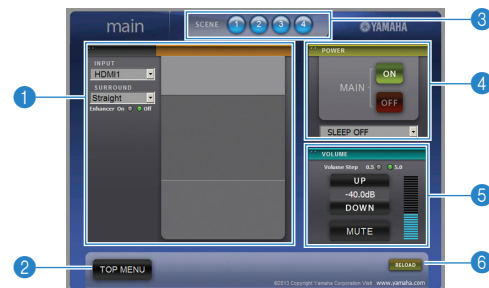 main
SCENE 1 2 3 4
YAMAHA
3
INPUT
HDMI1
SURROUND
Straight
Enhancer On Off
1
POWER
MAIN
ON
OFF
SLEEP OFF
4
VOLUME
Volume Step 0.5 5.0
UP
-40.0dB
DOWN
MUTE
5
2
TOP MENU
RELOAD
6
©2013 Copyright Yamaha Corporation Visit www.yamaha.com